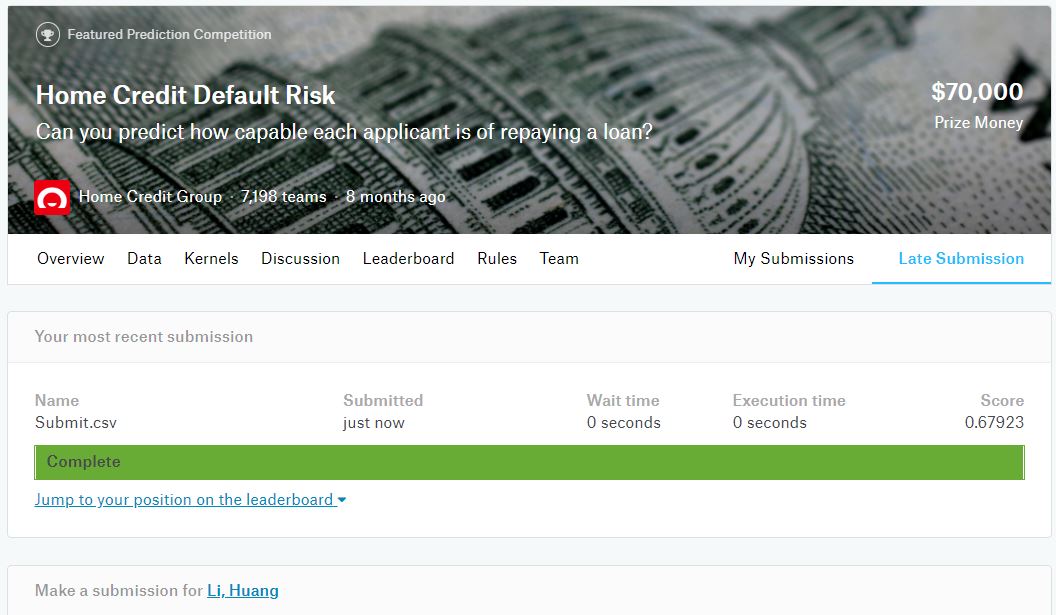 Featured Prediction Competition
Home Credit Default Risk
$70,000
Can you predict how capable each applicant is of repaying a loan?
Prize Money
Home Credit Group · 7,198 teams · 8 months ago
Overview Data Kernels Discussion Leaderboard Rules Team My Submissions Late Submission
Your most recent submission
Name Submitted Wait time Execution time Score
Submit.csv just now 0 seconds 0 seconds 0.67923
Complete
Jump to your position on the leaderboard
Make a submission for Li, Huang